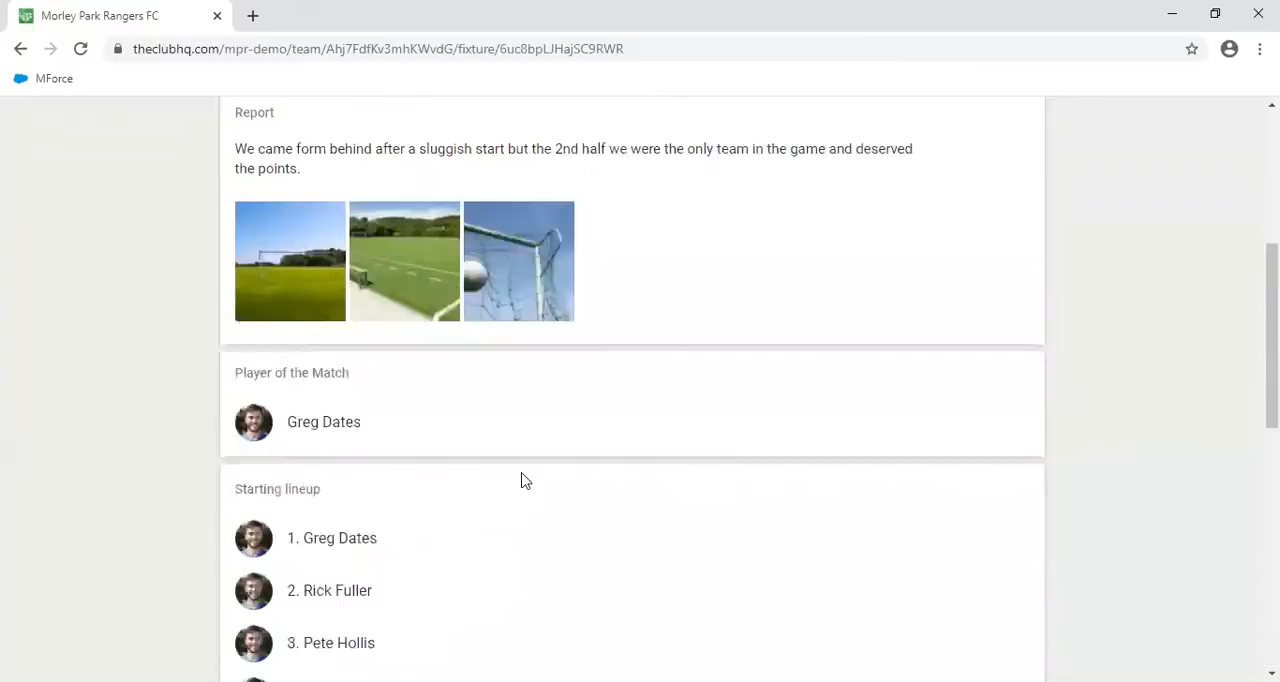 Morley Park Rangers FC
theclubhq.com/mpr-demo/team/Ahj7FdfKv3mhKWvdG/fixture/6uc8bpLJHajSC9RWR
MForce
Report
We came form behind after a sluggish start but the 2nd half we were the only team in the game and deserved
the points.
Player of the Match
Greg Dates
Starting lineup
1. Greg Dates
2. Rick Fuller
3. Pete Hollis